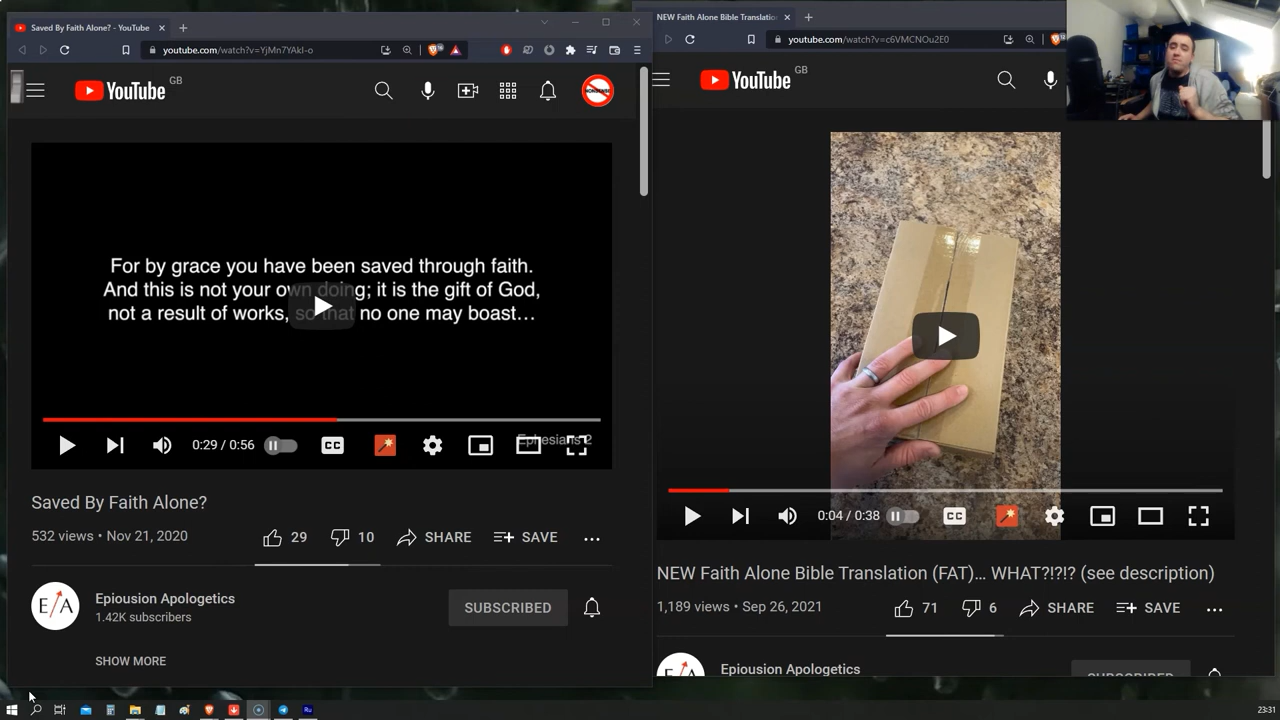 Saved By Faith Alone? - YouTube
youtube.com/watch?v=YjMn7YAkI-o
YouTube GB
For by grace you have been saved through faith.
And this is not your own doing; it is the gift of God,
not a result of works, so that no one may boast…
Ephesians 2
0:29 / 0:56
CC
Saved By Faith Alone?
532 views • Nov 21, 2020
29
10
SHARE
SAVE
E/A
Epiousion Apologetics
1.42K subscribers
SUBSCRIBED
SHOW MORE
NEW Faith Alone Bible Translatio
youtube.com/watch?v=c6VMCNOu2E0
YouTube GB
0:04 / 0:38
CC
NEW Faith Alone Bible Translation (FAT)… WHAT?!?!? (see description)
1,189 views • Sep 26, 2021
71
6
SHARE
SAVE
E/A
Epiousion Apologetics
SUBSCRIBED
Ru
23:31